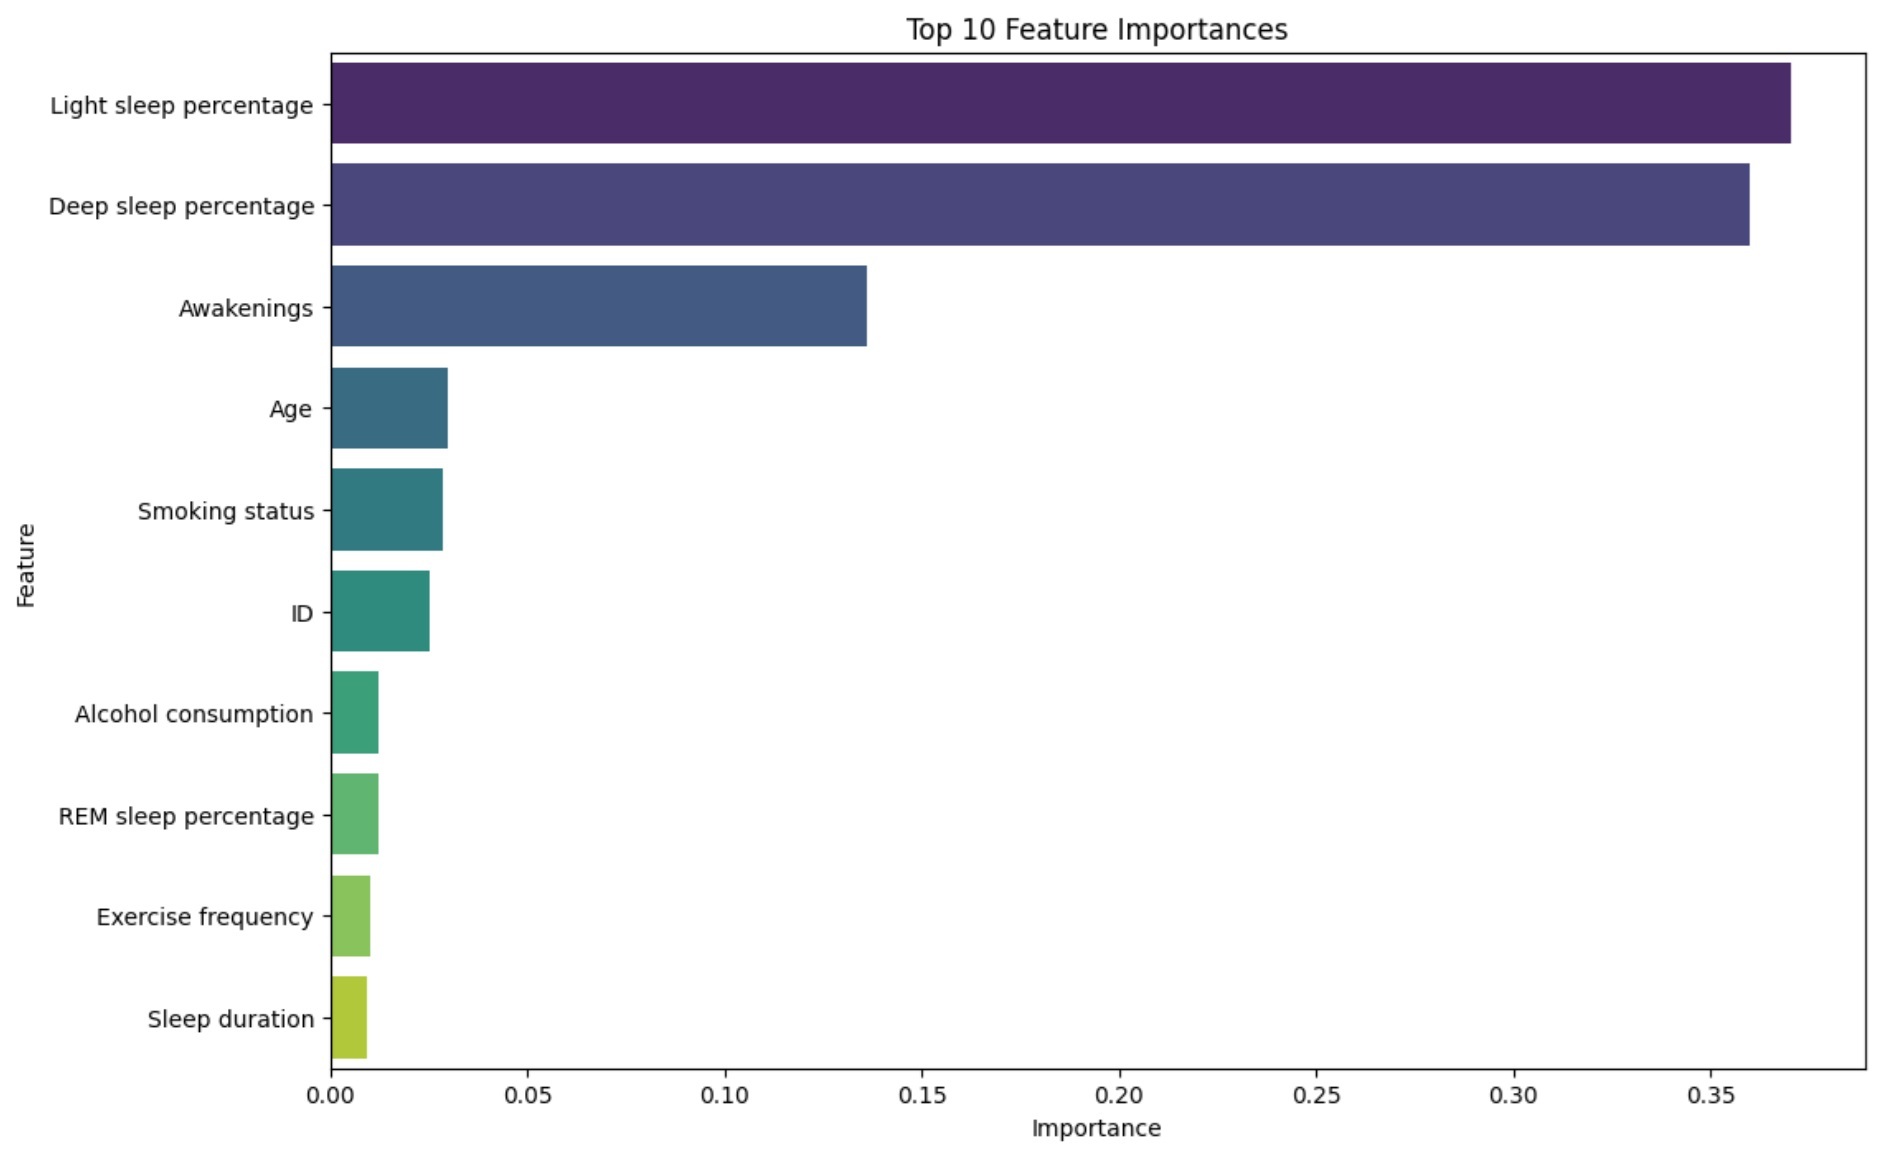 Top 10 Feature Importances
Light sleep percentage
Deep sleep percentage
Awakenings
Age
Smoking status
ID
Alcohol consumption
REM sleep percentage
Exercise frequency
Sleep duration
Feature
0.00 0.05 0.10 0.15 0.20 0.25 0.30 0.35
Importance